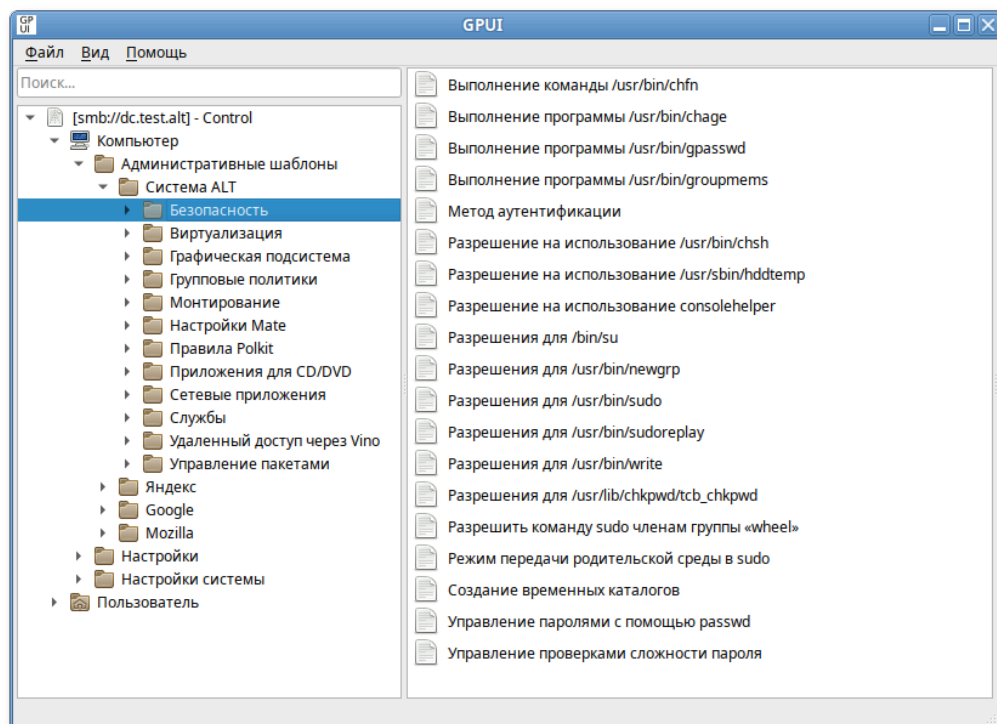 GP
UI
GPUI
Файл Вид Помощь
Поиск...
[smb://dc.test.alt] - Control
Компьютер
Административные шаблоны
Система ALT
Безопасность
Виртуализация
Графическая подсистема
Групповые политики
Монтирование
Настройки Mate
Правила Polkit
Приложения для CD/DVD
Сетевые приложения
Службы
Удаленный доступ через Vino
Управление пакетами
Яндекс
Google
Mozilla
Настройки
Настройки системы
Пользователь
Выполнение команды /usr/bin/chfn
Выполнение программы /usr/bin/chage
Выполнение программы /usr/bin/gpasswd
Выполнение программы /usr/bin/groupmems
Метод аутентификации
Разрешение на использование /usr/bin/chsh
Разрешение на использование /usr/sbin/hddtemp
Разрешение на использование consolehelper
Разрешения для /bin/su
Разрешения для /usr/bin/newgrp
Разрешения для /usr/bin/sudo
Разрешения для /usr/bin/sudoreplay
Разрешения для /usr/bin/write
Разрешения для /usr/lib/chkpwd/tcb_chkpwd
Разрешить команду sudo членам группы «wheel»
Режим передачи родительской среды в sudo
Создание временных каталогов
Управление паролями с помощью passwd
Управление проверками сложности пароля